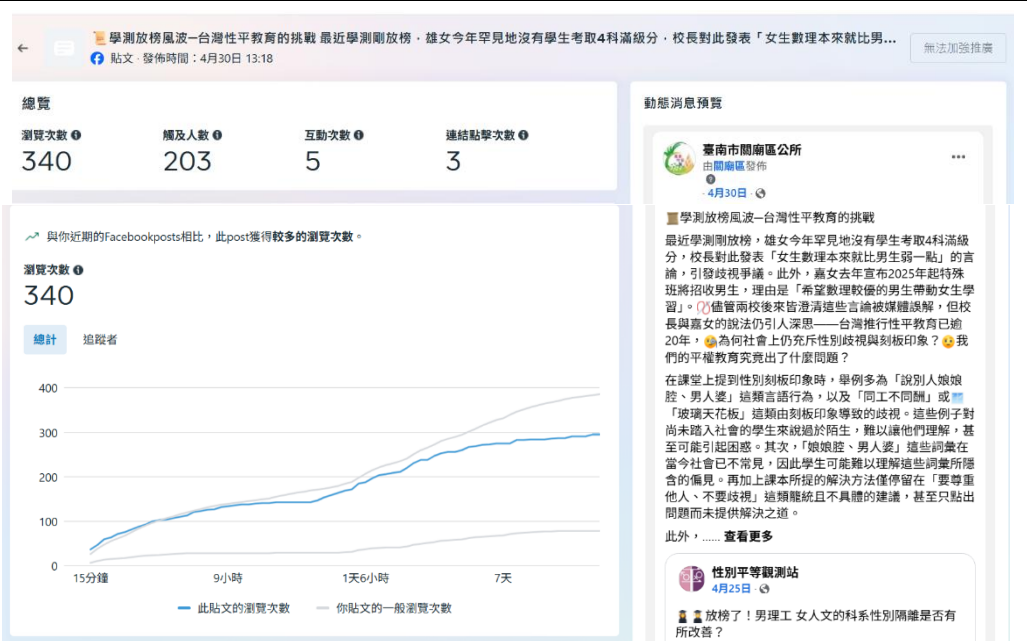 學測放榜風波—台灣性平教育的挑戰 最近學測剛放榜，雄女今年罕見地沒有學生考取4科滿級分，校長對此發表「女生數理本來就比男...
貼文 · 發佈時間：4月30日 13:18
無法加強推廣
總覽
瀏覽次數
觸及人數
互動次數
連結點擊次數
340
203
5
3
與你近期的Facebookposts相比，此post獲得較多的瀏覽次數。
瀏覽次數
340
總計
追蹤者
400
300
200
100
0
15分鐘
9小時
1天6小時
7天
此貼文的瀏覽次數
你貼文的一般瀏覽次數
動態消息預覽
臺南市關廟區公所
由關廟區發佈
· 4月30日 ·
學測放榜風波—台灣性平教育的挑戰
最近學測剛放榜，雄女今年罕見地沒有學生考取4科滿級
分，校長對此發表「女生數理本來就比男生弱一點」的言
論，引發歧視爭議。此外，嘉女去年宣布2025年起特殊
班將招收男生，理由是「希望數理較優的男生帶動女生學
習」。儘管兩校後來皆澄清這些言論被媒體誤解，但校
長與嘉女的說法仍引人深思——台灣推行性平教育已逾
20年，為何社會上仍充斥性別歧視與刻板印象？我
們的平權教育究竟出了什麼問題？
在課堂上提到性別刻板印象時，舉例多為「說別人娘娘
腔、男人婆」這類言語行為，以及「同工不同酬」或
「玻璃天花板」這類由刻板印象導致的歧視。這些例子對
尚未踏入社會的學生來說過於陌生，難以讓他們理解，甚
至可能引起困惑。其次，「娘娘腔、男人婆」這些詞彙在
當今社會已不常見，因此學生可能難以理解這些詞彙所隱
含的偏見。再加上課本所提的解決方法僅停留在「要尊重
他人、不要歧視」這類籠統且不具體的建議，甚至只點出
問題而未提供解決之道。
此外，...... 查看更多
性別平等觀測站
4月25日 ·
放榜了！男理工 女人文的科系性別隔離是否有
所改善？